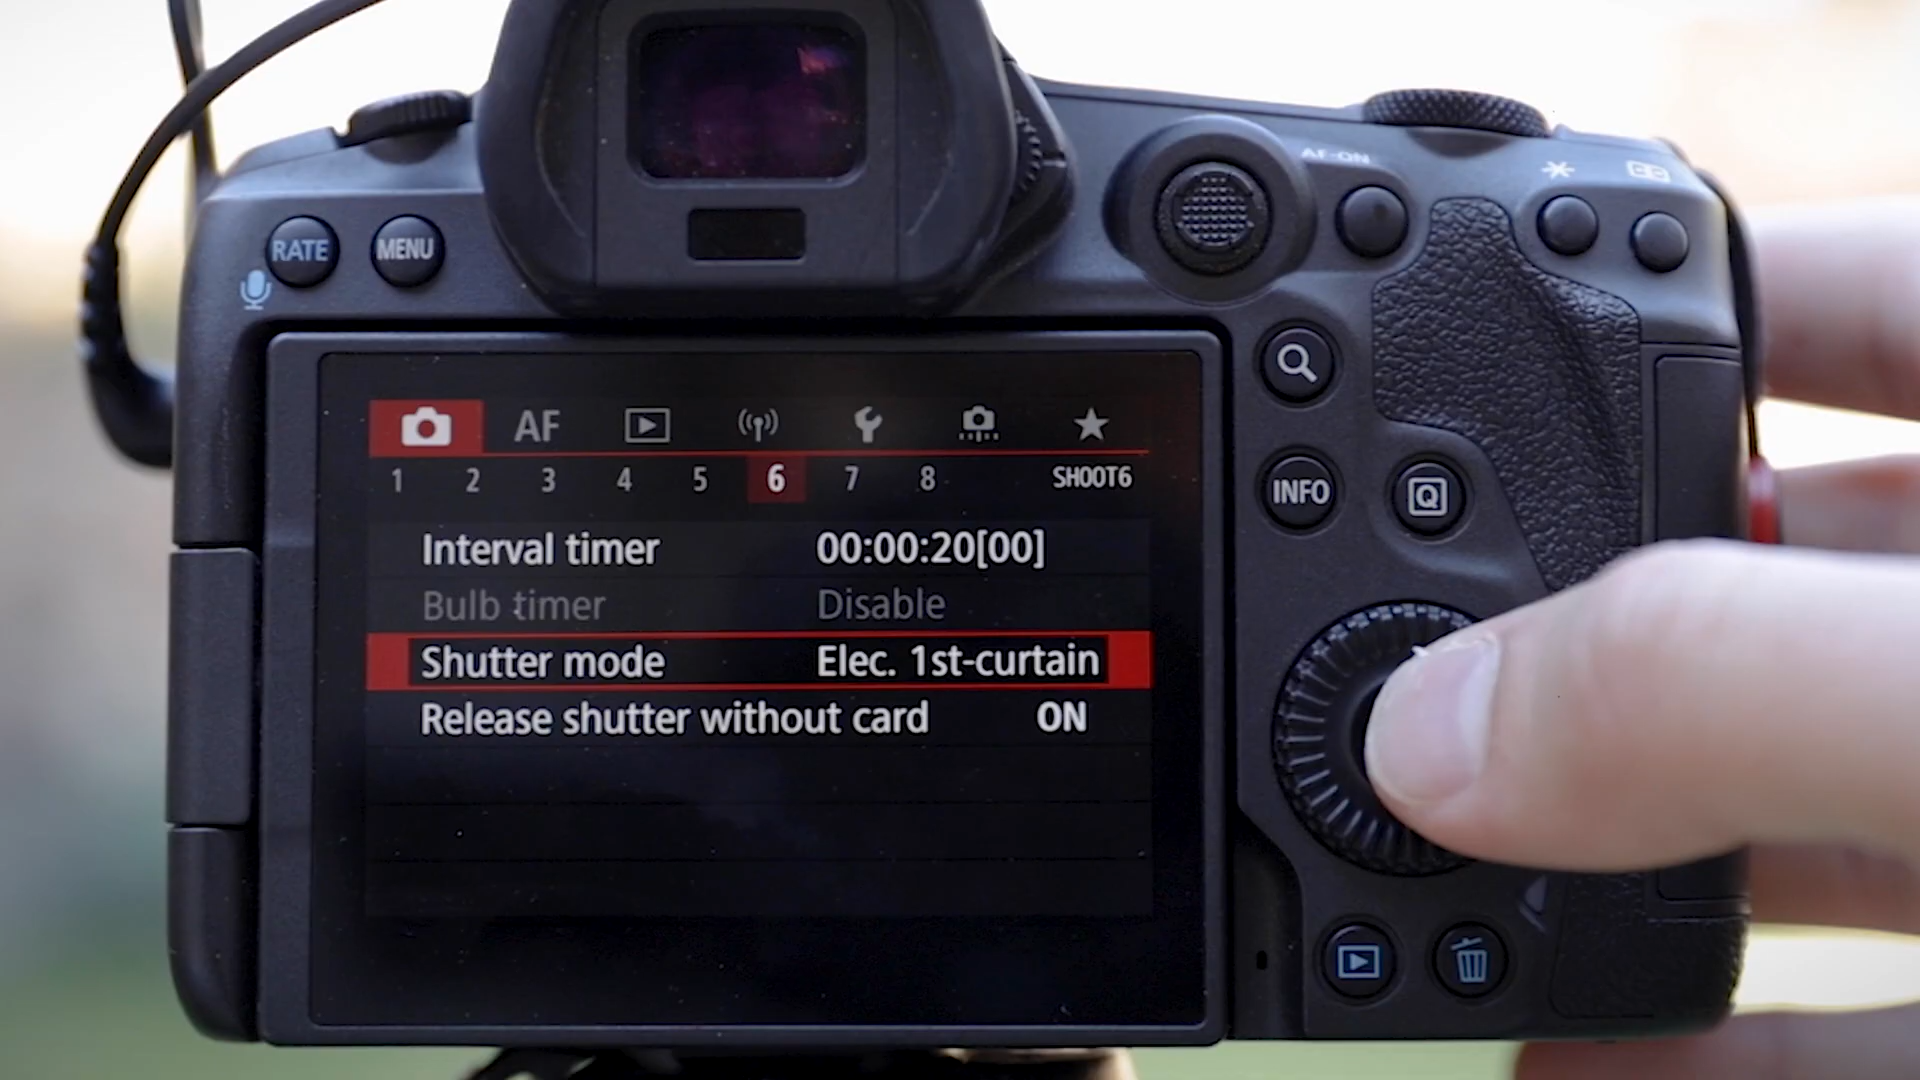 AF-ON
RATE MENU
AF
1 2 3 4 5 6 7 8 SHOOT6
INFO Q
Interval timer 00:00:20[00]
Bulb timer Disable
Shutter mode Elec. 1st-curtain
Release shutter without card ON